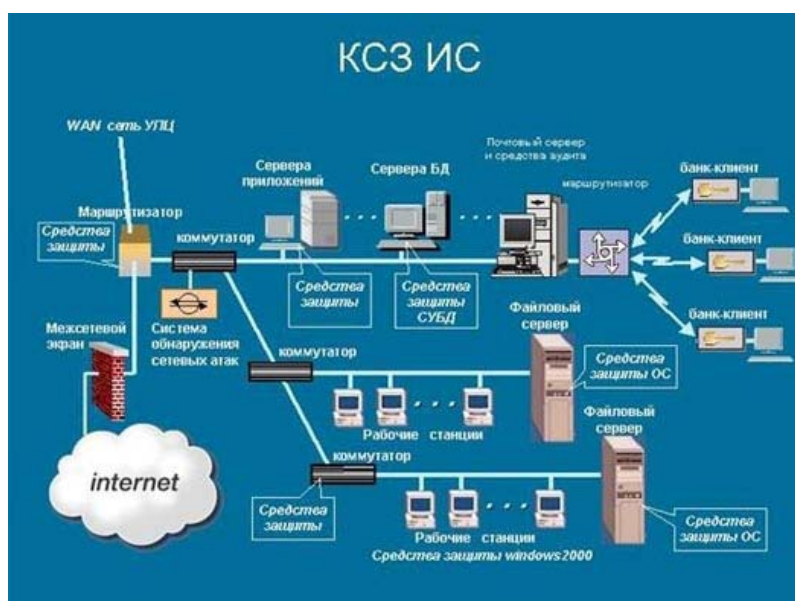 КСЗ ИС
WAN сеть УПЦ
Маршрутизатор
Средства
защиты
коммутатор
Сервера
приложений
Сервера БД
Почтовый сервер
и средства аудита
маршрутизатор
банк-клиент
банк-клиент
банк-клиент
Средства
защиты
Средства
защиты
СУБД
Межсетевой
экран
Система
обнаружения
сетевых атак
коммутатор
Файловый
сервер
Средства
защиты ОС
Рабочие станции
Файловый
сервер
internet
коммутатор
Средства
защиты
Рабочие станции
Средства защиты windows2000
Средства
защиты ОС